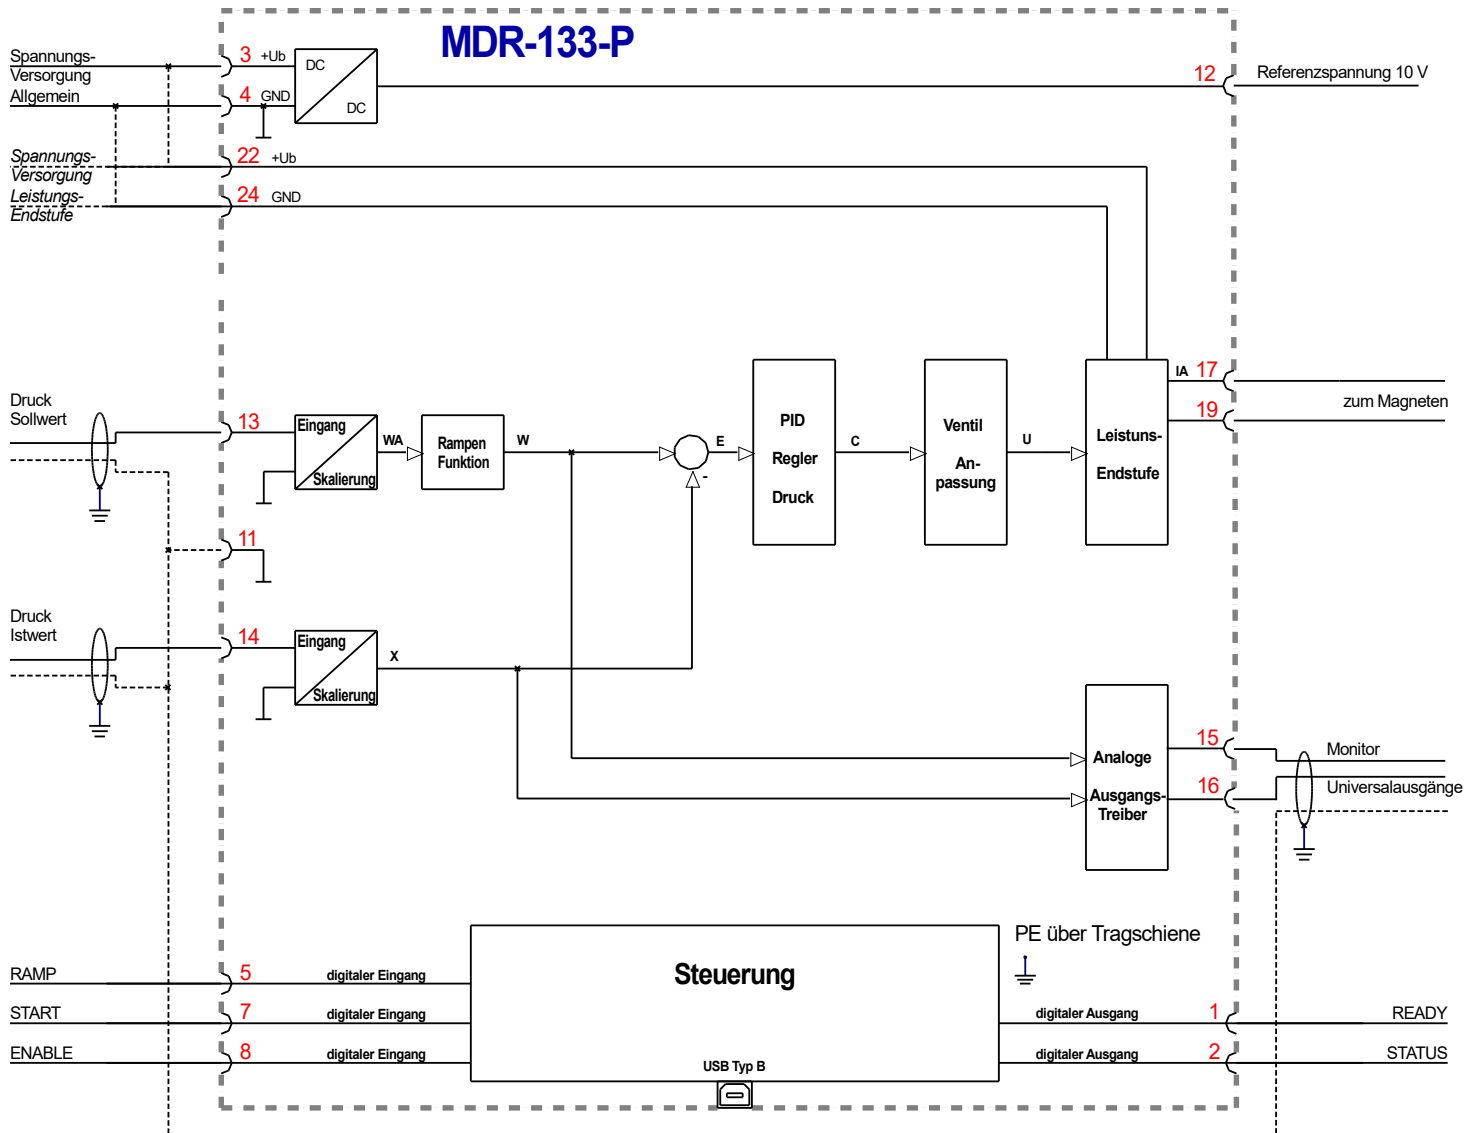 MDR-133-P
Spannungs-
Versorgung
Allgemein
3 +Ub
4 GND
DC
DC
12 Referenzspannung 10 V
Spannungs-
Versorgung
Leistungs-
Endstufe
22 +Ub
24 GND
Druck
Sollwert
13
Eingang
Skalierung
WA
Rampen
Funktion
W
E
-
PID
Regler
Druck
C
Ventil
An-
passung
U
Leistuns-
Endstufe
IA 17
19
zum Magneten
11
Druck
Istwert
14
Eingang
Skalierung
X
Analoge
Ausgangs-
Treiber
15
16
Monitor
Universalausgänge
PE über Tragschiene
Steuerung
USB Typ B
RAMP 5 digitaler Eingang
START 7 digitaler Eingang
ENABLE 8 digitaler Eingang
digitaler Ausgang 1 READY
digitaler Ausgang 2 STATUS